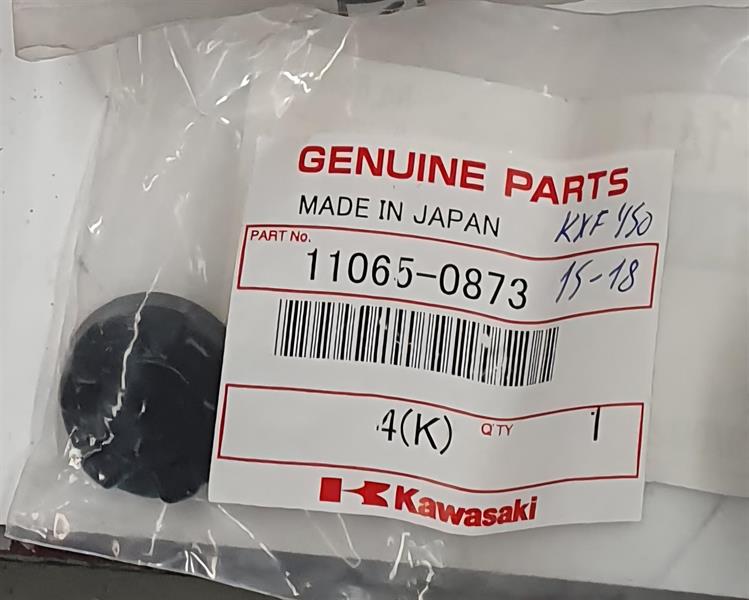 GENUINE PARTS
MADE IN JAPAN
KXF 450
PART No.
11065-0873
15-18
4(K) Q'TY 1
Kawasaki